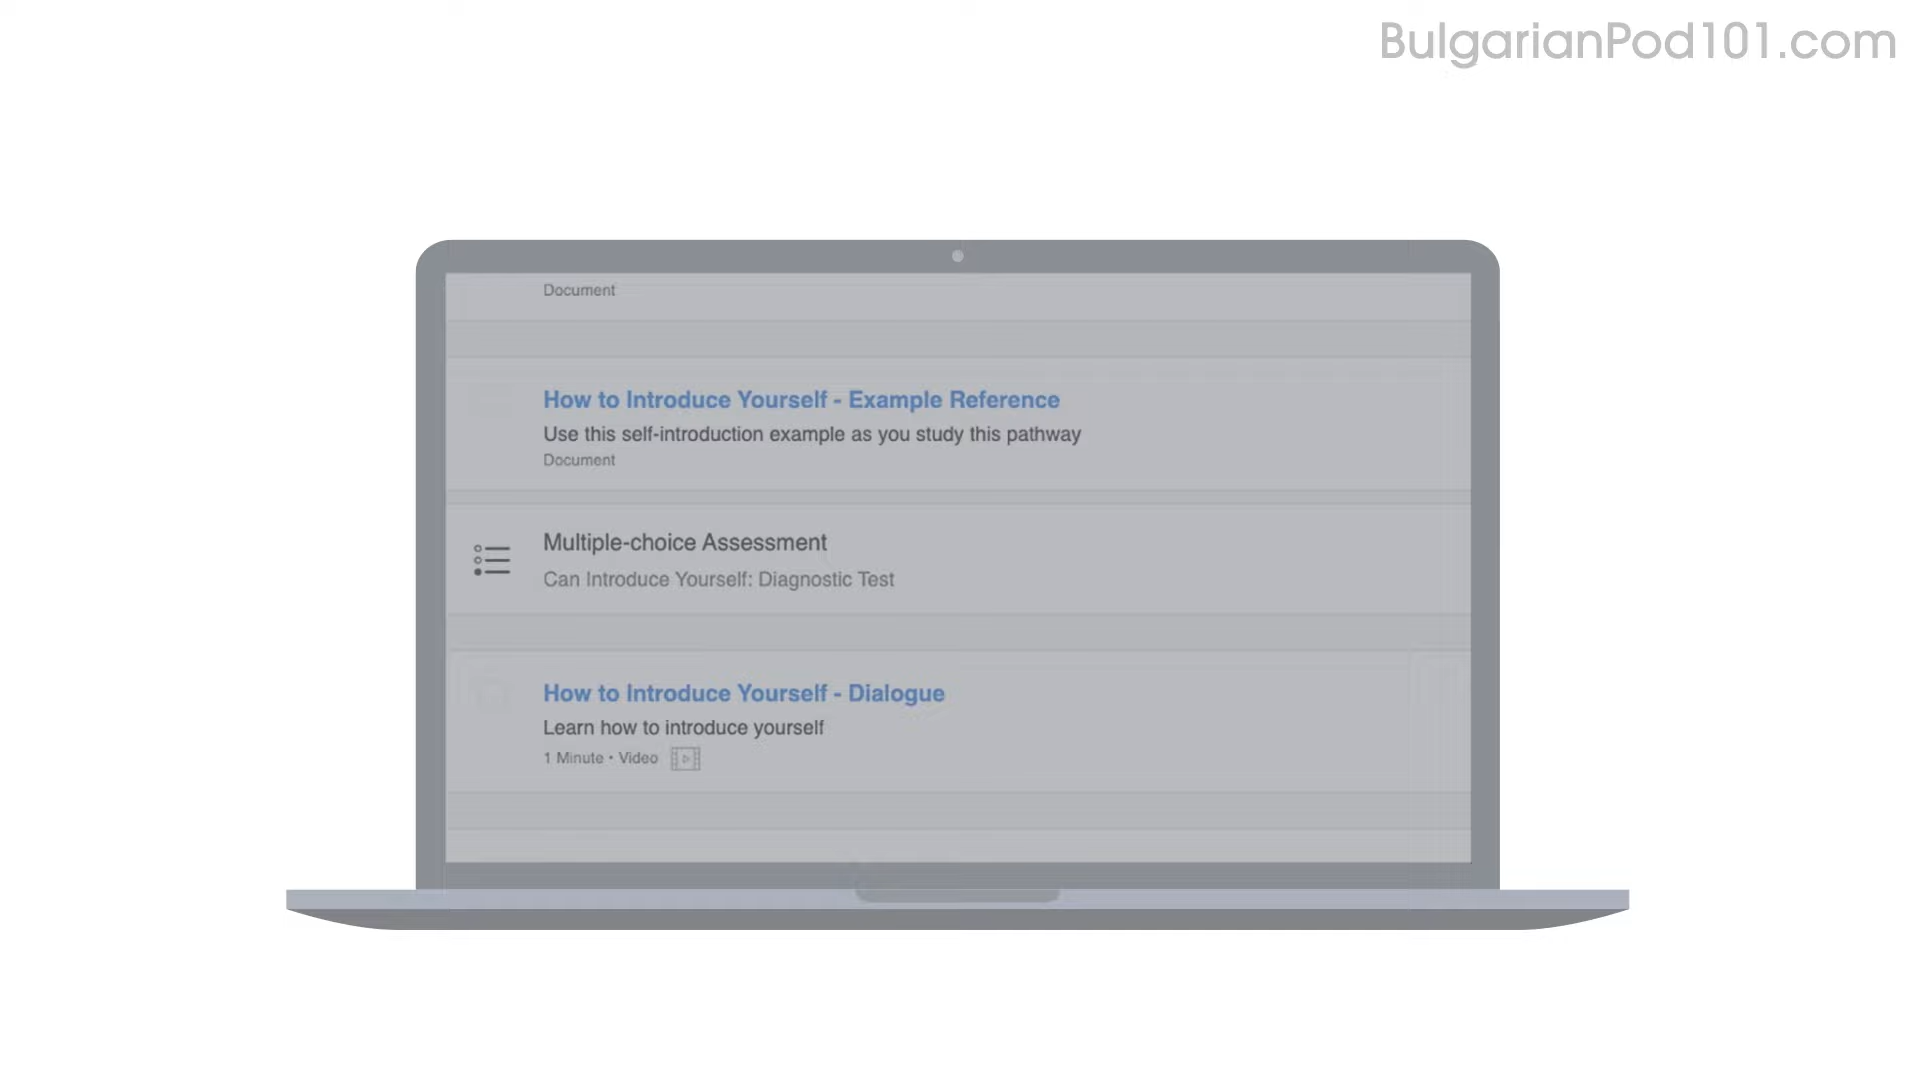 BulgarianPod101.com
Document
How to Introduce Yourself - Example Reference
Use this self-introduction example as you study this pathway
Document
Multiple-choice Assessment
Can Introduce Yourself: Diagnostic Test
How to Introduce Yourself - Dialogue
Learn how to introduce yourself
1 Minute • Video